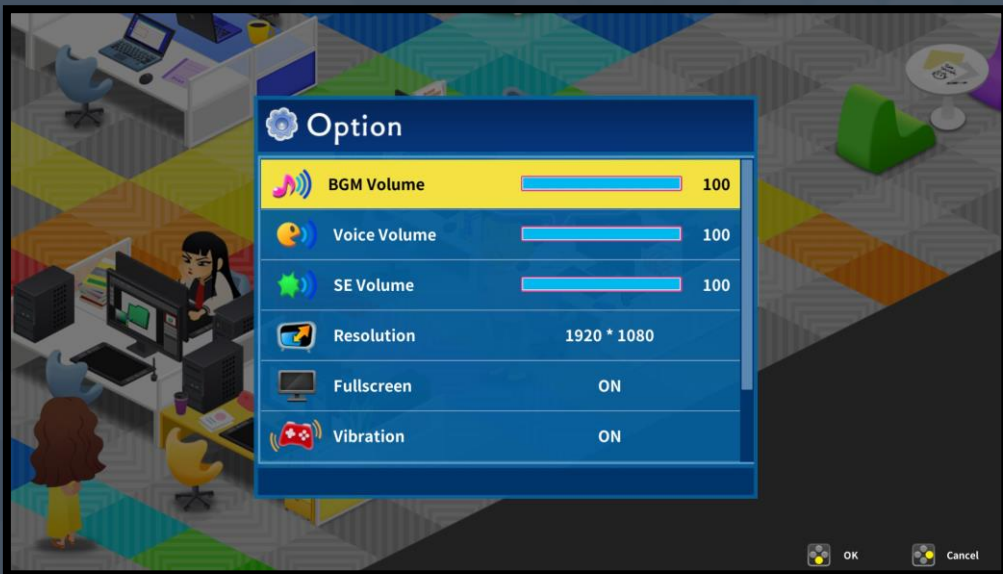 Option
BGM Volume 100
Voice Volume 100
SE Volume 100
Resolution 1920 * 1080
Fullscreen ON
Vibration ON
OK Cancel